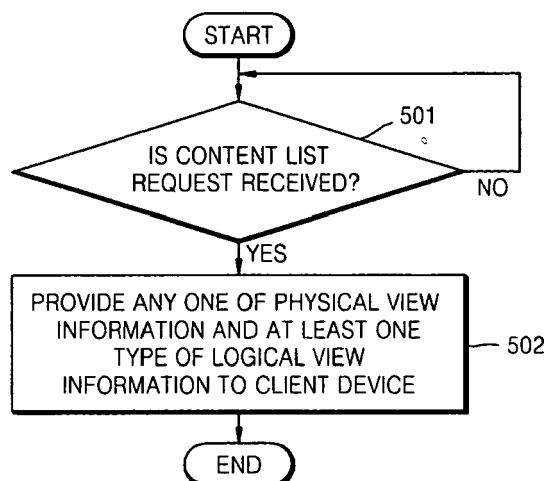 START
501
IS CONTENT LIST
REQUEST RECEIVED?
NO
YES
PROVIDE ANY ONE OF PHYSICAL VIEW
INFORMATION AND AT LEAST ONE
TYPE OF LOGICAL VIEW
INFORMATION TO CLIENT DEVICE
502
END